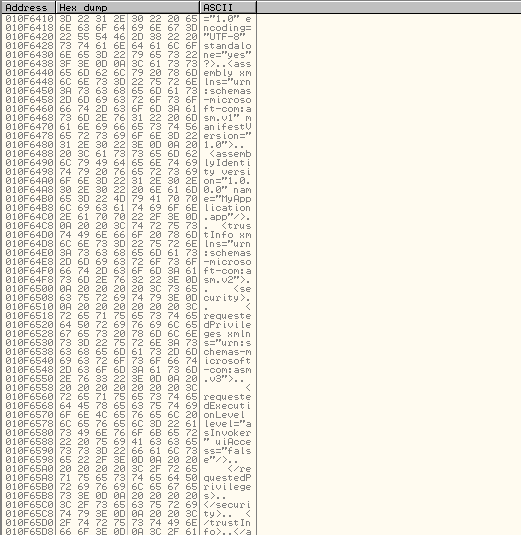 Address Hex dump ASCII
010F6410 3D 22 31 2E 30 22 20 65 ="1.0" e
010F6418 6E 63 6F 64 69 6E 67 3D ncoding=
010F6420 22 55 54 46 2D 38 22 20 "UTF-8" 
010F6428 73 74 61 6E 64 61 6C 6F standalo
010F6430 6E 65 3D 22 79 65 73 22 ne="yes"
010F6438 3F 3E 0D 0A 3C 61 73 73 ?>..<ass
010F6440 65 6D 62 6C 79 20 78 6D embly xm
010F6448 6C 6E 73 3D 22 75 72 6E lns="urn
010F6450 3A 73 63 68 65 6D 61 73 :schemas
010F6458 2D 6D 69 63 72 6F 73 6F -microso
010F6460 66 74 2D 63 6F 6D 3A 61 ft-com:a
010F6468 73 6D 2E 76 31 22 20 6D sm.v1" m
010F6470 61 6E 69 66 65 73 74 56 anifestV
010F6478 65 72 73 69 6F 6E 3D 22 ersion="
010F6480 31 2E 30 22 3E 0D 0A 20 1.0">.. 
010F6488 20 3C 61 73 73 65 6D 62  <assemb
010F6490 6C 79 49 64 65 6E 74 69 lyIdenti
010F6498 74 79 20 76 65 72 73 69 ty versi
010F64A0 6F 6E 3D 22 31 2E 30 2E on="1.0.
010F64A8 30 2E 30 22 20 6E 61 6D 0.0" nam
010F64B0 65 3D 22 4D 79 41 70 70 e="MyApp
010F64B8 6C 69 63 61 74 69 6F 6E lication
010F64C0 2E 61 70 70 22 2F 3E 0D .app"/>.
010F64C8 0A 20 20 3C 74 72 75 73 .  <trus
010F64D0 74 49 6E 66 6F 20 78 6D tInfo xm
010F64D8 6C 6E 73 3D 22 75 72 6E lns="urn
010F64E0 3A 73 63 68 65 6D 61 73 :schemas
010F64E8 2D 6D 69 63 72 6F 73 6F -microso
010F64F0 66 74 2D 63 6F 6D 3A 61 ft-com:a
010F64F8 73 6D 2E 76 32 22 3E 0D sm.v2">.
010F6500 0A 20 20 20 20 3C 73 65 .    <se
010F6508 63 75 72 69 74 79 3E 0D curity>.
010F6510 0A 20 20 20 20 20 20 3C .      <
010F6518 72 65 71 75 65 73 74 65 requeste
010F6520 64 50 72 69 76 69 6C 65 dPrivile
010F6528 67 65 73 20 78 6D 6C 6E ges xmln
010F6530 73 3D 22 75 72 6E 3A 73 s="urn:s
010F6538 63 68 65 6D 61 73 2D 6D chemas-m
010F6540 69 63 72 6F 73 6F 66 74 icrosoft
010F6548 2D 63 6F 6D 3A 61 73 6D -com:asm
010F6550 2E 76 33 22 3E 0D 0A 20 .v3">.. 
010F6558 20 20 20 20 20 20 20 3C        <
010F6560 72 65 71 75 65 73 74 65 requeste
010F6568 64 45 78 65 63 75 74 69 dExecuti
010F6570 6F 6E 4C 65 76 65 6C 20 onLevel 
010F6578 6C 65 76 65 6C 3D 22 61 level="a
010F6580 73 49 6E 76 6F 6B 65 72 sInvoker
010F6588 22 20 75 69 41 63 63 65 " uiAcce
010F6590 73 73 3D 22 66 61 6C 73 ss="fals
010F6598 65 22 2F 3E 0D 0A 20 20 e"/>..  
010F65A0 20 20 20 20 3C 2F 72 65     </re
010F65A8 71 75 65 73 74 65 64 50 questedP
010F65B0 72 69 76 69 6C 65 67 65 rivilege
010F65B8 73 3E 0D 0A 20 20 20 20 s>..    
010F65C0 3C 2F 73 65 63 75 72 69 </securi
010F65C8 74 79 3E 0D 0A 20 20 3C ty>..  <
010F65D0 2F 74 72 75 73 74 49 6E /trustIn
010F65D8 66 6F 3E 0D 0A 3C 2F 61 fo>..</a